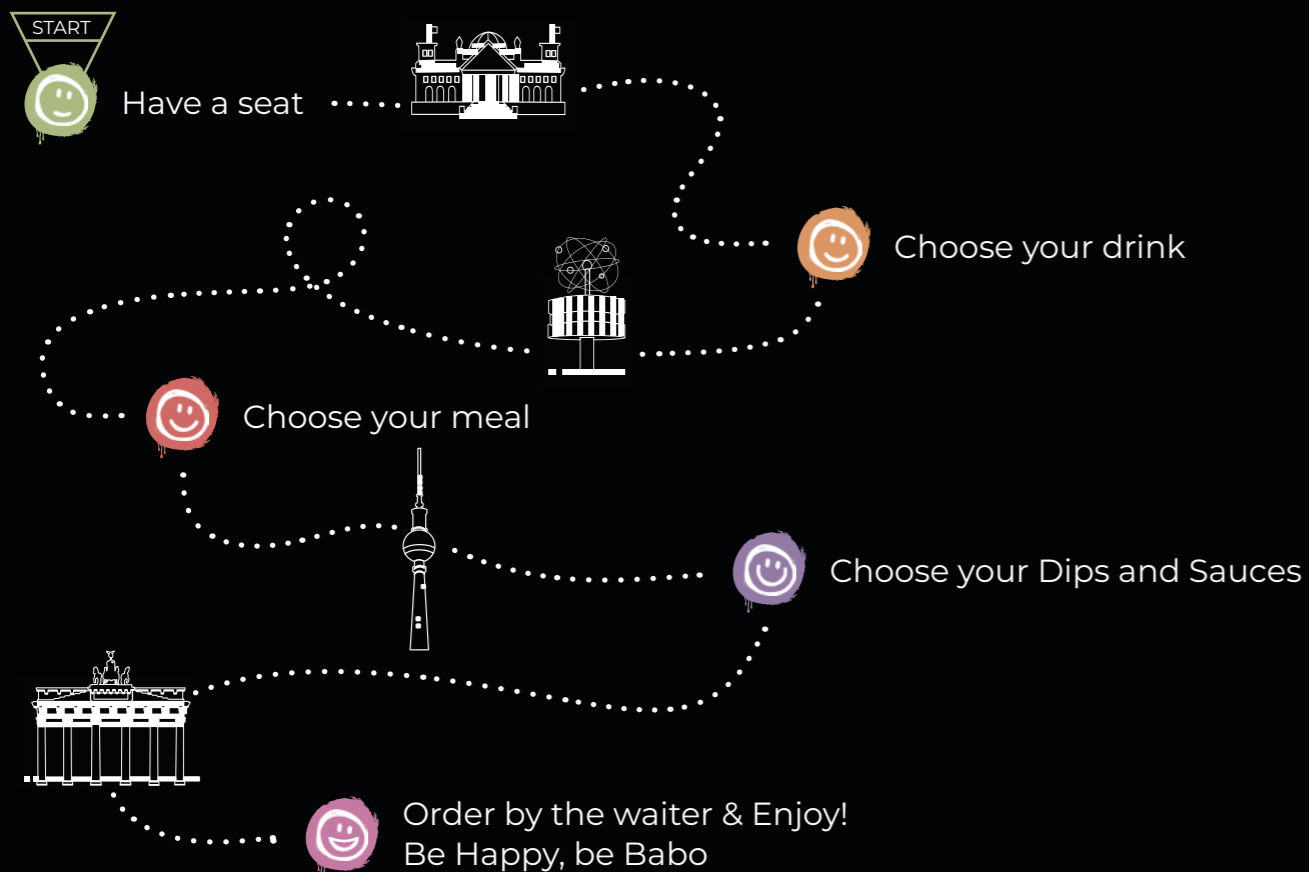 START
Have a seat
Choose your drink
Choose your meal
Choose your Dips and Sauces
Order by the waiter & Enjoy!
Be Happy, be Babo